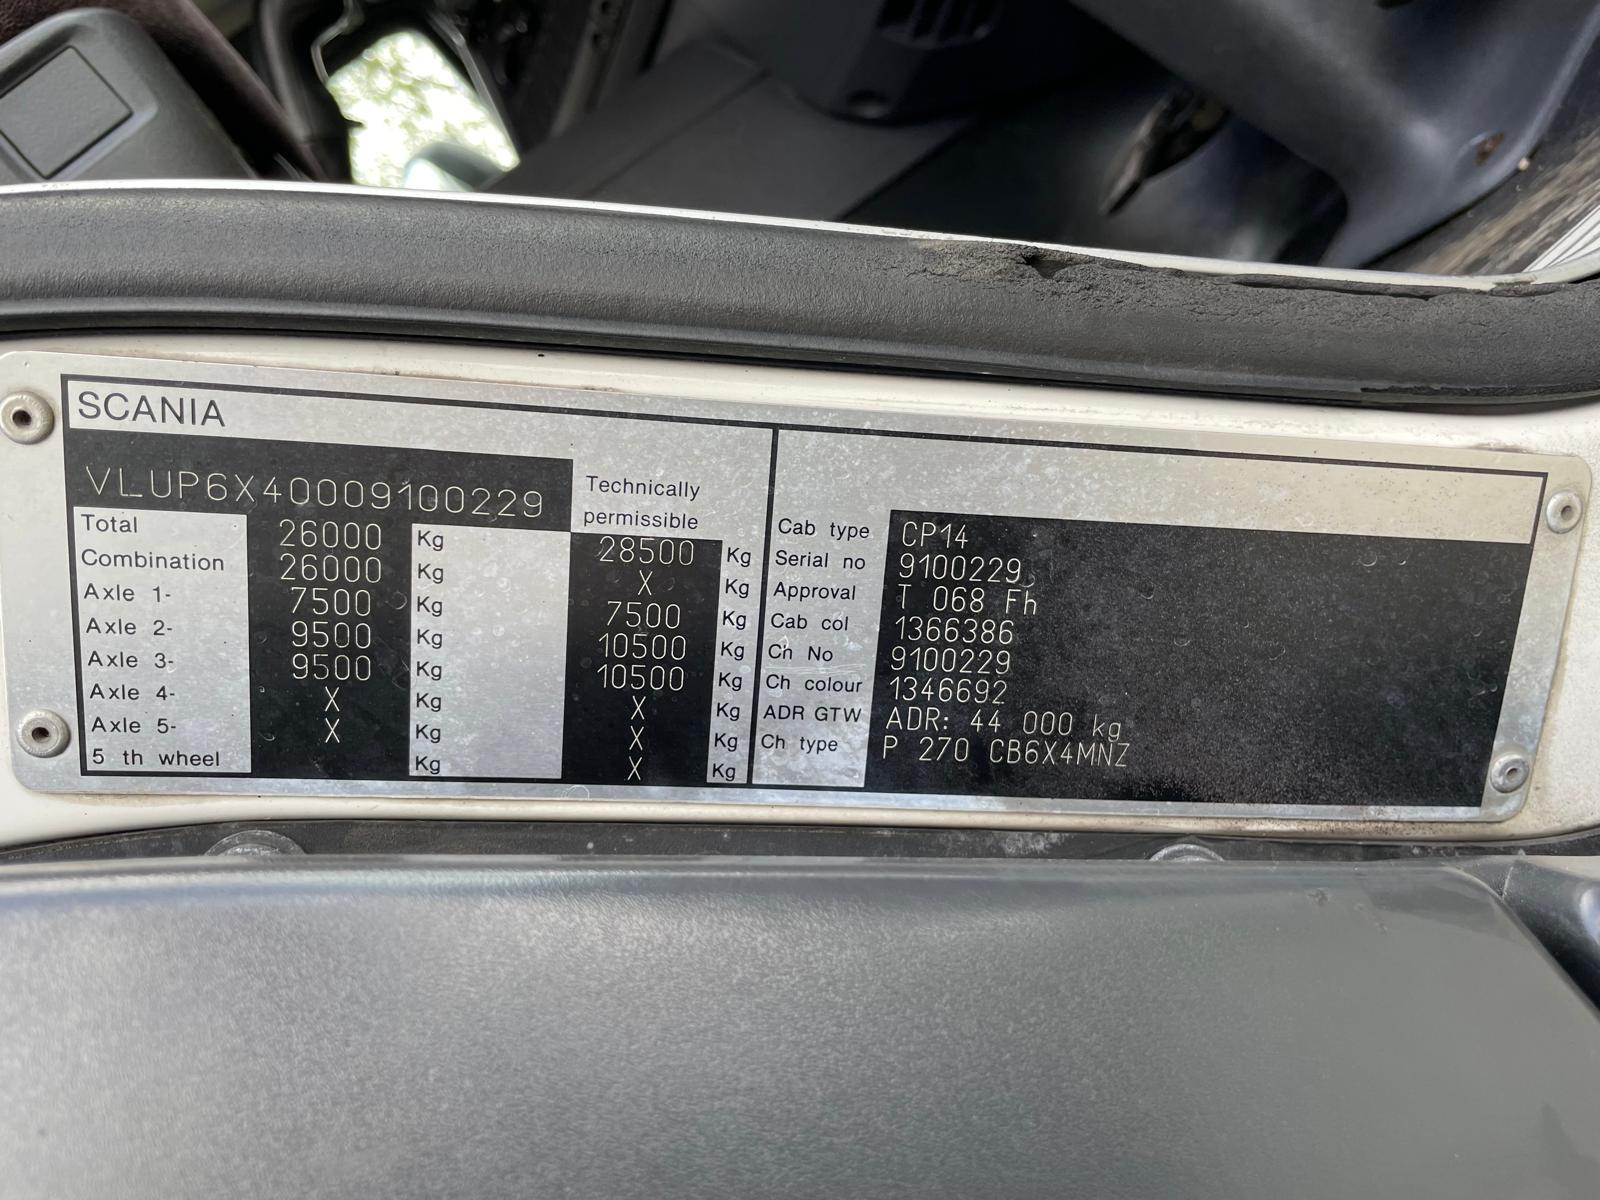 SCANIA
VLUP6X40009100229
Technically
permissible
Total 26000 Kg 28500 Kg
Combination 26000 Kg X Kg
Axle 1- 7500 Kg 7500 Kg
Axle 2- 9500 Kg 10500 Kg
Axle 3- 9500 Kg 10500 Kg
Axle 4- X Kg X Kg
Axle 5- X Kg X Kg
5 th wheel Kg X Kg
Cab type CP14
Serial no 9100229
Approval T 068 Fh
Cab col 1366386
Ch No 9100229
Ch colour 1346692
ADR GTW ADR: 44 000 kg
Ch type P 270 CB6X4MNZ